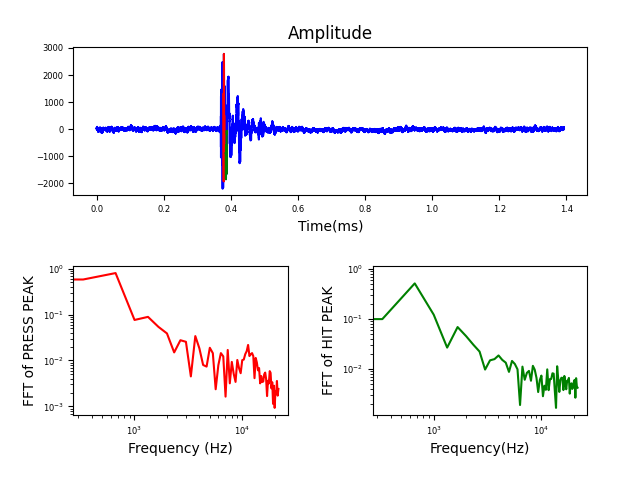 Amplitude
3000
2000
1000
0
−1000
−2000
0.0 0.2 0.4 0.6 0.8 1.0 1.2 1.4
Time(ms)
FFT of PRESS PEAK
10⁰
10⁻¹
10⁻²
10⁻³
10³ 10⁴
Frequency (Hz)
FFT of HIT PEAK
10⁰
10⁻¹
10⁻²
10³ 10⁴
Frequency(Hz)